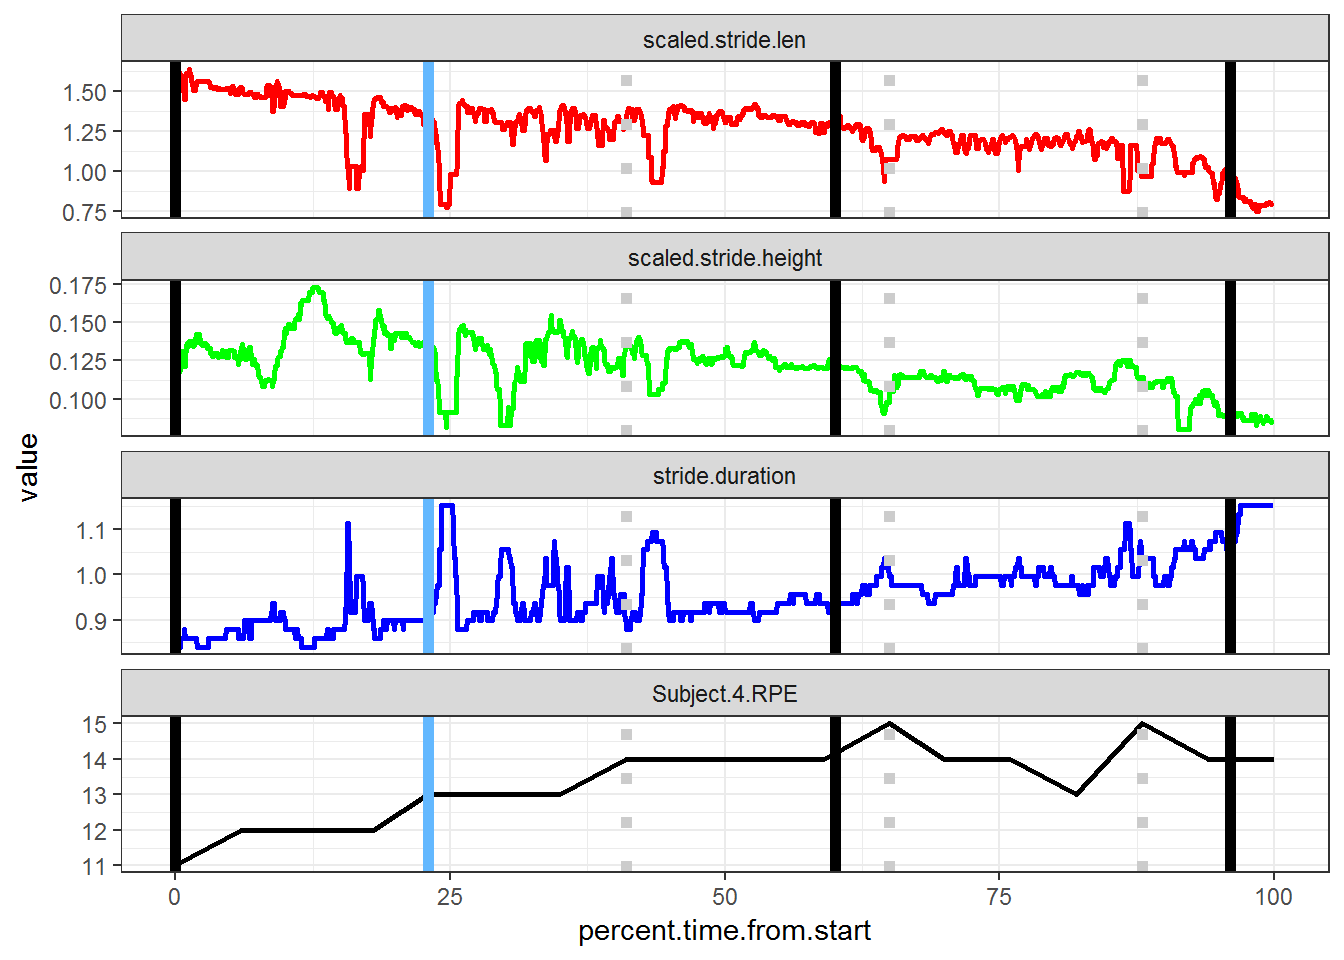 scaled.stride.len
1.50
1.25
1.00
0.75
scaled.stride.height
0.175
0.150
0.125
0.100
stride.duration
1.1
1.0
0.9
Subject.4.RPE
15
14
13
12
11
value
0 25 50 75 100
percent.time.from.start